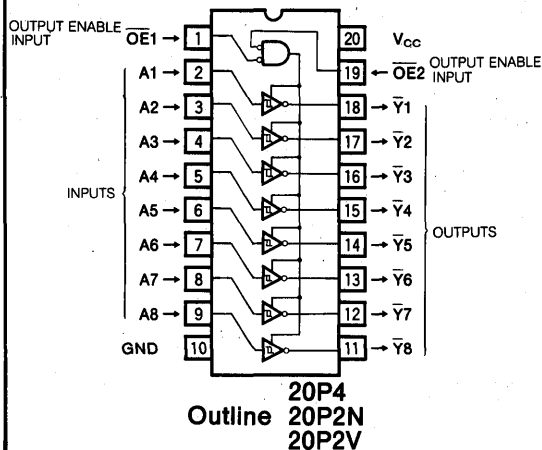 OUTPUT ENABLE
INPUT
OE1 → 1
20 Vcc
A1 → 2
19 ← OE2 OUTPUT ENABLE
INPUT
A2 → 3
18 → Y1
A3 → 4
17 → Y2
A4 → 5
16 → Y3
INPUTS
A5 → 6
15 → Y4
OUTPUTS
A6 → 7
14 → Y5
A7 → 8
13 → Y6
A8 → 9
12 → Y7
GND 10
11 → Y8
20P4
Outline 20P2N
20P2V